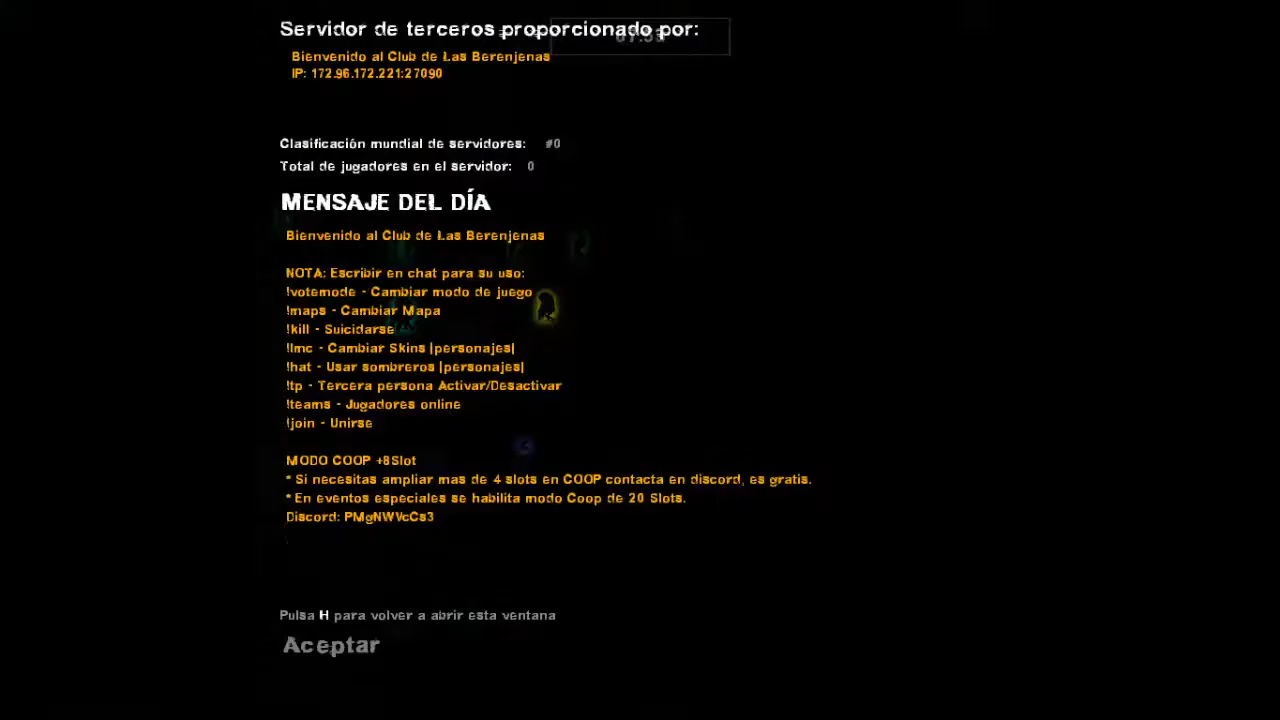 Servidor de terceros proporcionado por:
Bienvenido al Club de Las Berenjenas
IP: 172.96.172.221:27090
Clasificación mundial de servidores: #0
Total de jugadores en el servidor: 0
MENSAJE DEL DÍA
Bienvenido al Club de Las Berenjenas
NOTA: Escribir en chat para su uso:
!votemode - Cambiar modo de juego
!maps - Cambiar Mapa
!kill - Suicidarse
!lmc - Cambiar Skins |personajes|
!hat - Usar sombreros |personajes|
!tp - Tercera persona Activar/Desactivar
!teams - Jugadores online
!join - Unirse
MODO COOP +8Slot
* Si necesitas ampliar mas de 4 slots en COOP contacta en discord, es gratis.
* En eventos especiales se habilita modo Coop de 20 Slots.
Discord: PMgNWVcCs3
Pulsa H para volver a abrir esta ventana
Aceptar